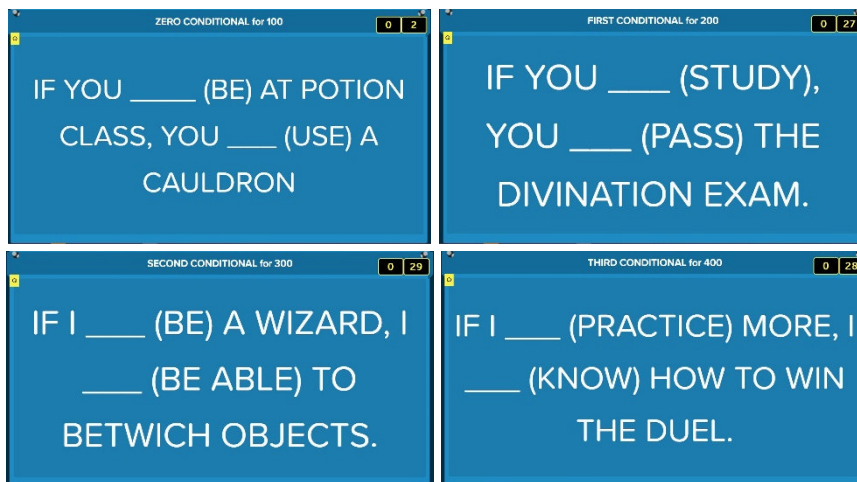 ZERO CONDITIONAL for 100
0 2
Q
IF YOU _____ (BE) AT POTION
CLASS, YOU ____ (USE) A
CAULDRON
FIRST CONDITIONAL for 200
0 27
Q
IF YOU ____ (STUDY),
YOU ____ (PASS) THE
DIVINATION EXAM.
SECOND CONDITIONAL for 300
0 29
Q
IF I ____ (BE) A WIZARD, I
____ (BE ABLE) TO
BETWICH OBJECTS.
THIRD CONDITIONAL for 400
0 28
Q
IF I ____ (PRACTICE) MORE, I
____ (KNOW) HOW TO WIN
THE DUEL.